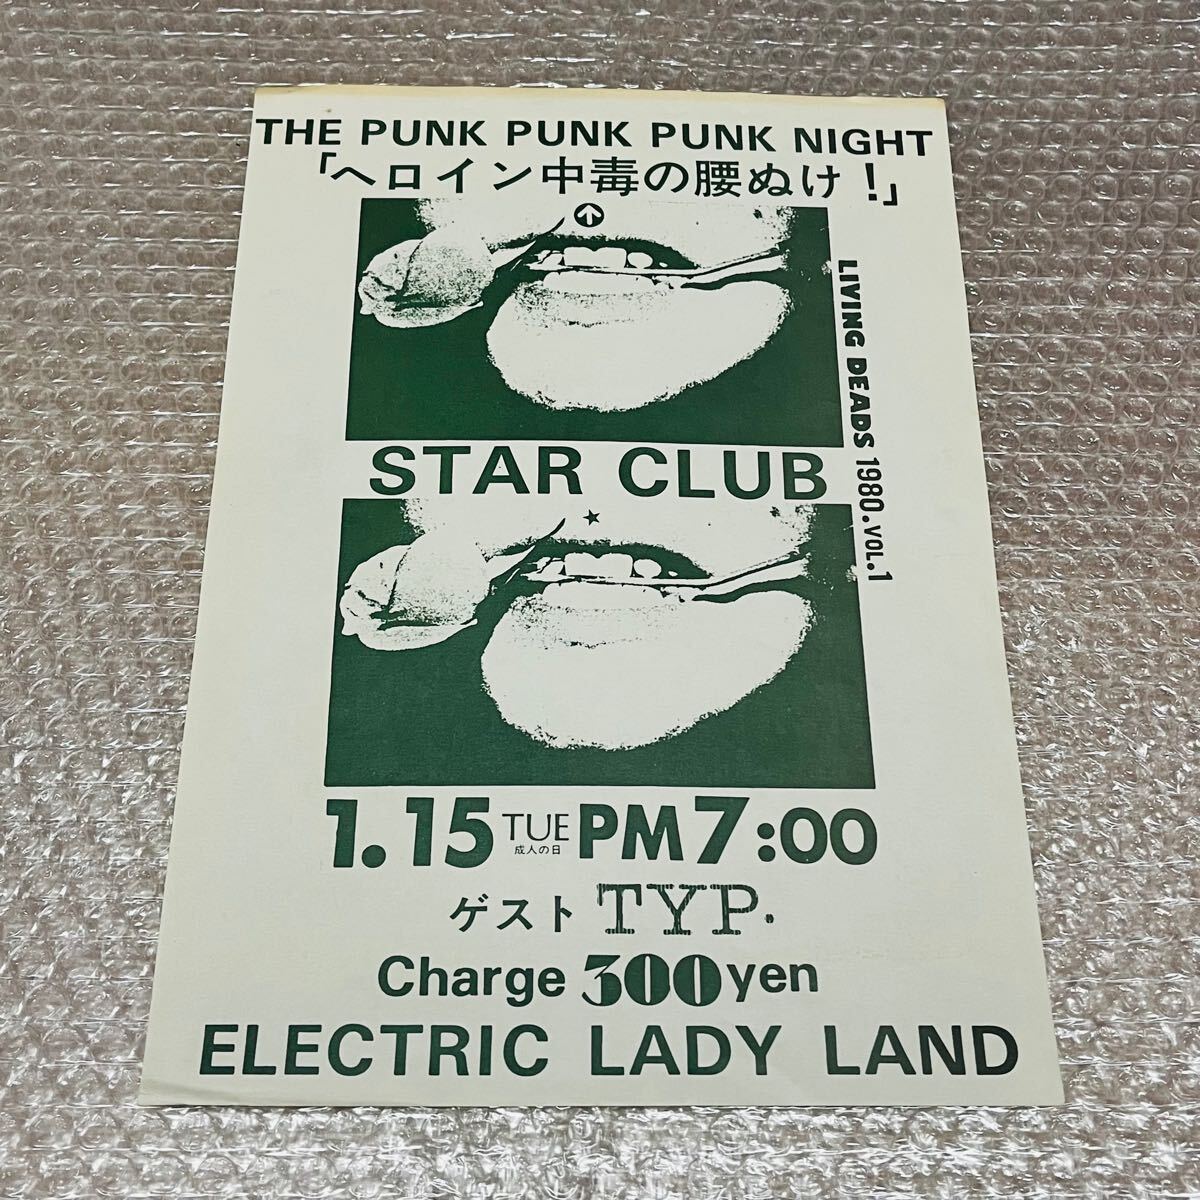 THE PUNK PUNK PUNK NIGHT
「ヘロイン中毒の腰ぬけ!」
LIVING DEADS 1980.VOL.1
STAR CLUB
1.15 TUE PM7:00
成人の日
ゲスト TYP.
Charge 300yen
ELECTRIC LADY LAND